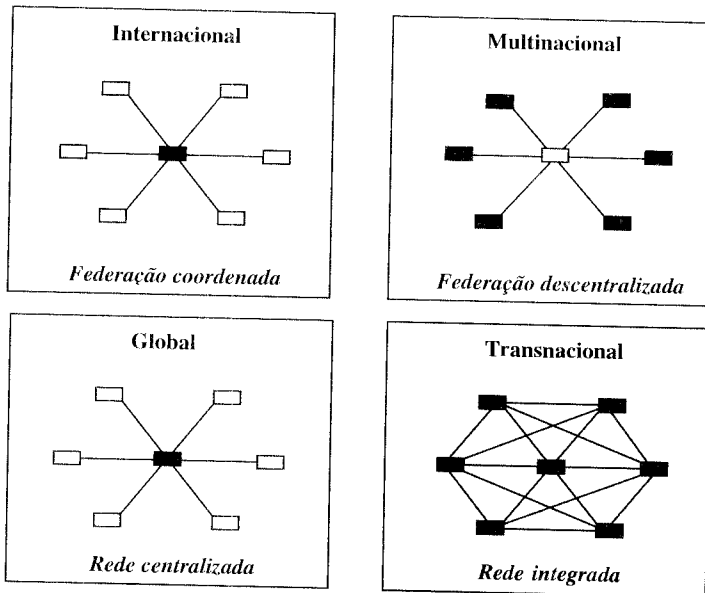 Internacional
Federação coordenada
Multinacional
Federação descentralizada
Global
Rede centralizada
Transnacional
Rede integrada